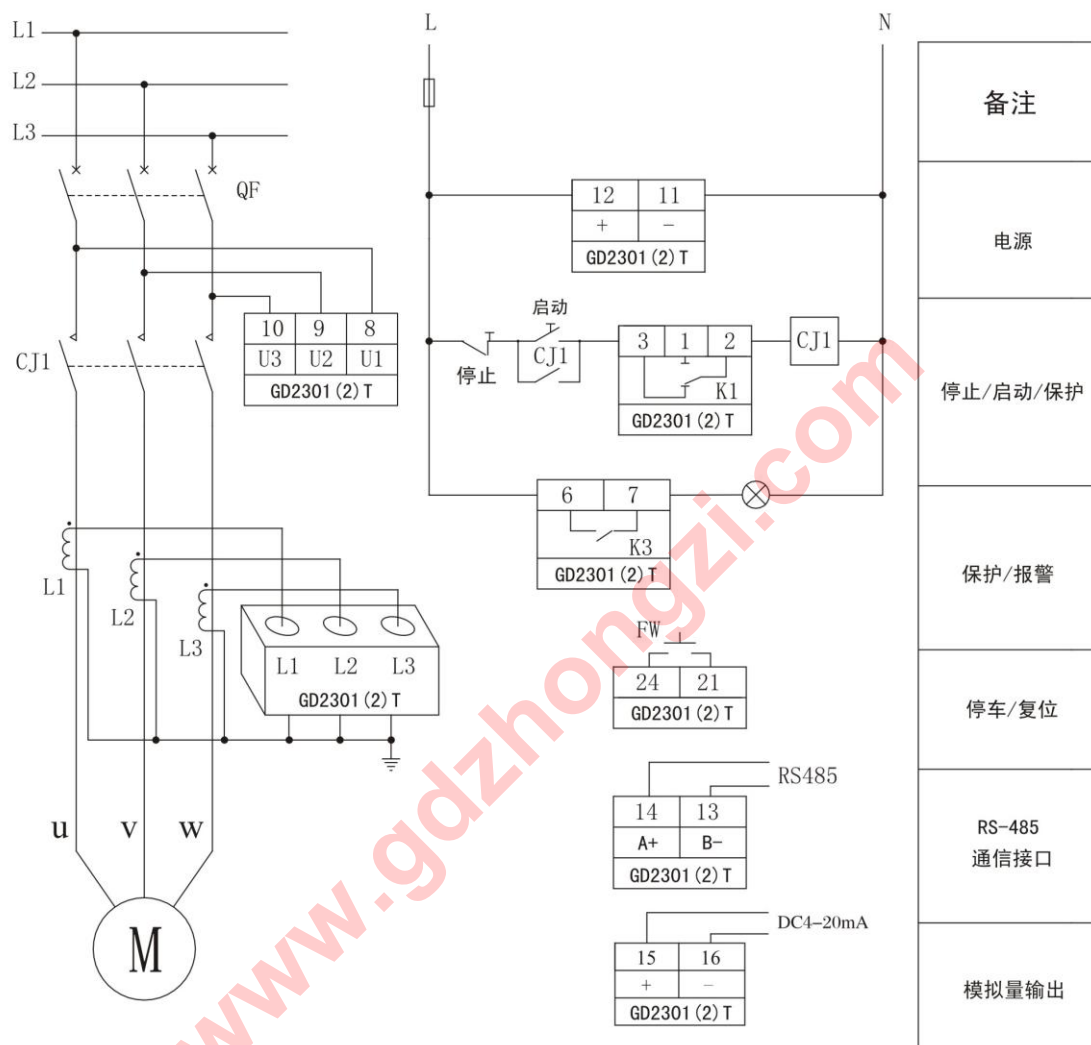 L1
L2
L3
QF
10 9 8
U3 U2 U1
GD2301(2)T
CJ1
L1
L2
L3
L1 L2 L3
GD2301(2)T
u v w
M
L N
12 11
+ −
GD2301(2)T
启动
停止
CJ1
3 1 2
K1
GD2301(2)T
CJ1
6 7
K3
GD2301(2)T
FW
24 21
GD2301(2)T
RS485
14 13
A+ B-
GD2301(2)T
DC4-20mA
15 16
+ −
GD2301(2)T
备注
电源
停止/启动/保护
保护/报警
停车/复位
RS-485
通信接口
模拟量输出
www.gdzhongzi.com